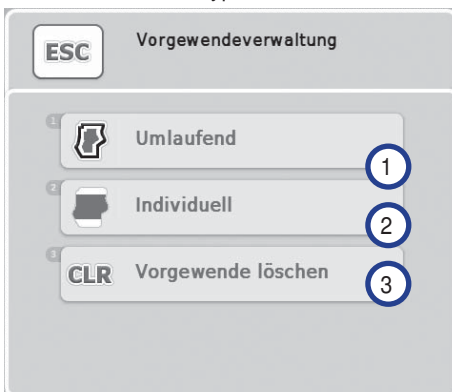 ESC Vorgewendeverwaltung
1 Umlaufend
1
2 Individuell
2
3 CLR Vorgewende löschen
3